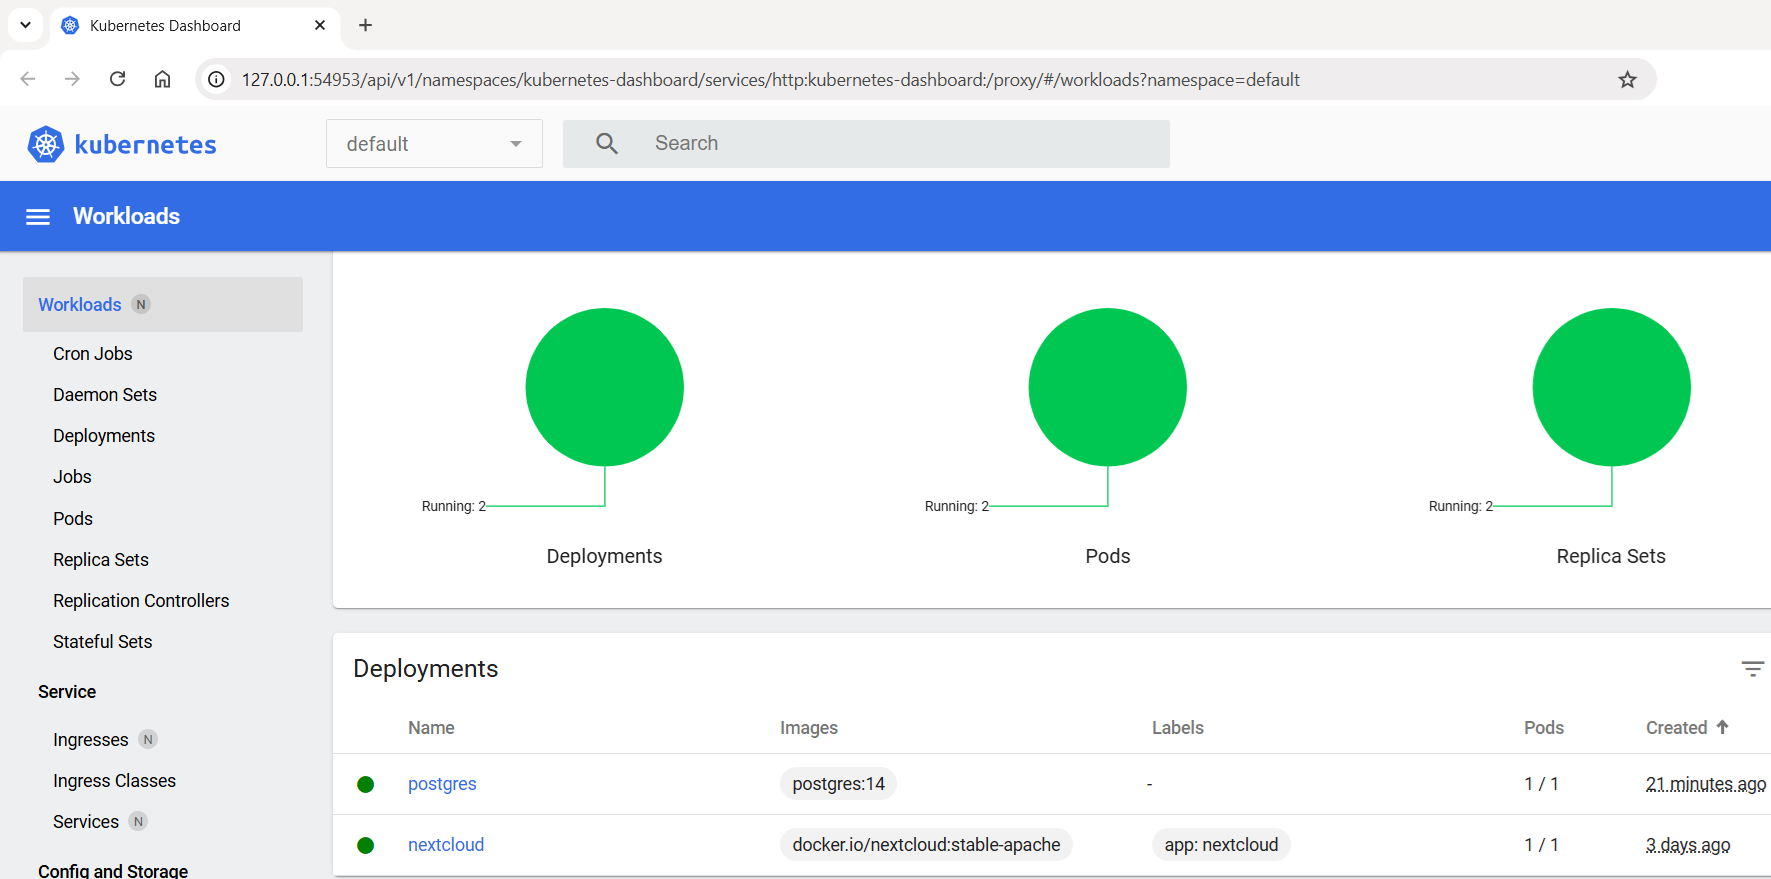 Kubernetes Dashboard
127.0.0.1:54953/api/v1/namespaces/kubernetes-dashboard/services/http:kubernetes-dashboard:/proxy/#/workloads?namespace=default
kubernetes
default
Search
Workloads
Workloads N
Cron Jobs
Daemon Sets
Deployments
Jobs
Pods
Replica Sets
Replication Controllers
Stateful Sets
Service
Ingresses N
Ingress Classes
Services N
Config and Storage
Running: 2
Deployments
Running: 2
Pods
Running: 2
Replica Sets
Deployments
Name Images Labels Pods Created
postgres postgres:14 - 1 / 1 21 minutes ago
nextcloud docker.io/nextcloud:stable-apache app: nextcloud 1 / 1 3 days ago